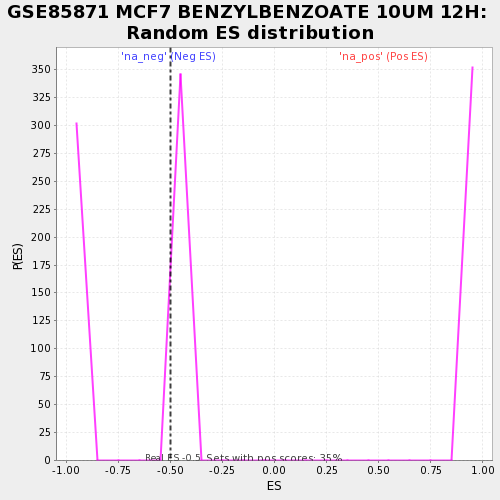 GSE85871 MCF7 BENZYLBENZOATE 10UM 12H:
Random ES distribution
'na_neg' (Neg ES)
'na_pos' (Pos ES)
P(ES)
350
325
300
275
250
225
200
175
150
125
100
75
50
25
0
Real ES -0.5. Sets with pos scores: 35%
-1.00 -0.75 -0.50 -0.25 0.00 0.25 0.50 0.75 1.00
ES